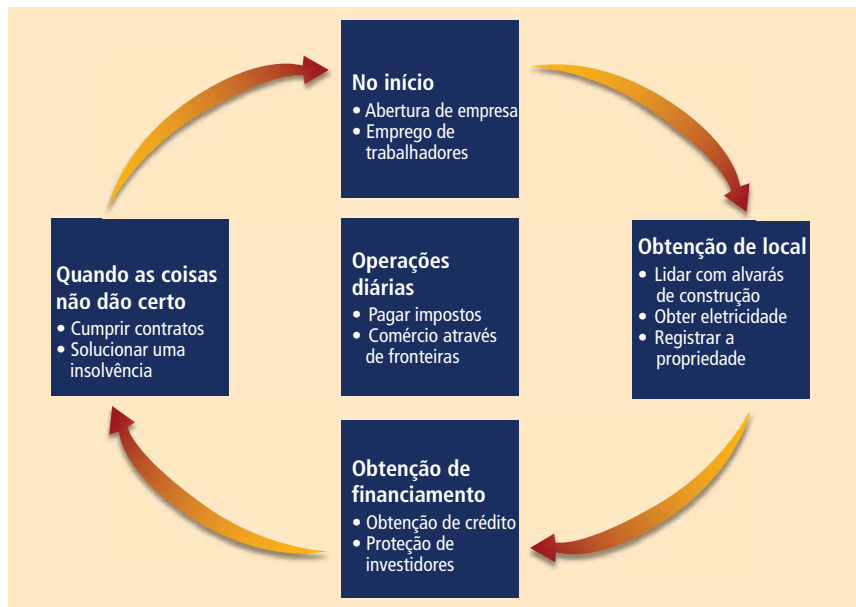 No início
• Abertura de empresa
• Emprego de
trabalhadores
Obtenção de local
• Lidar com alvarás
de construção
• Obter eletricidade
• Registrar a
propriedade
Obtenção de
financiamento
• Obtenção de crédito
• Proteção de
investidores
Quando as coisas
não dão certo
• Cumprir contratos
• Solucionar uma
insolvência
Operações
diárias
• Pagar impostos
• Comércio através
de fronteiras